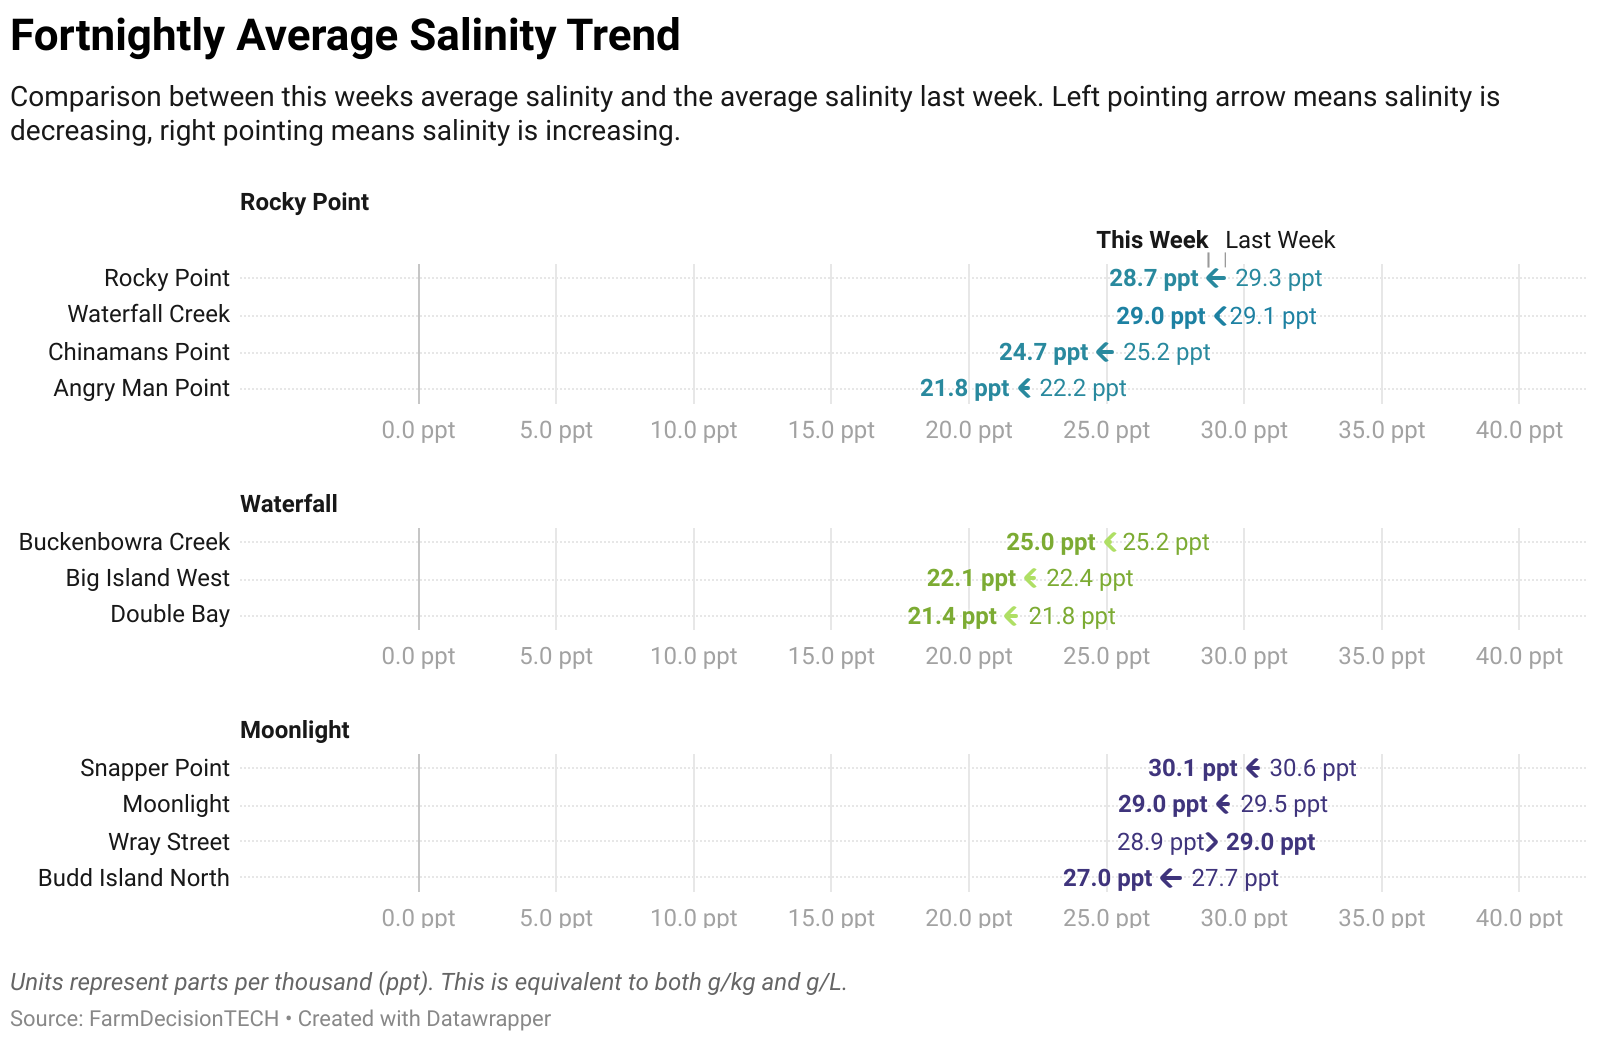 Fortnightly Average Salinity Trend
Comparison between this weeks average salinity and the average salinity last week. Left pointing arrow means salinity is
decreasing, right pointing means salinity is increasing.
Rocky Point
This Week Last Week
Rocky Point 28.7 ppt 29.3 ppt
Waterfall Creek 29.0 ppt 29.1 ppt
Chinamans Point 24.7 ppt 25.2 ppt
Angry Man Point 21.8 ppt 22.2 ppt
0.0 ppt 5.0 ppt 10.0 ppt 15.0 ppt 20.0 ppt 25.0 ppt 30.0 ppt 35.0 ppt 40.0 ppt
Waterfall
Buckenbowra Creek 25.0 ppt 25.2 ppt
Big Island West 22.1 ppt 22.4 ppt
Double Bay 21.4 ppt 21.8 ppt
0.0 ppt 5.0 ppt 10.0 ppt 15.0 ppt 20.0 ppt 25.0 ppt 30.0 ppt 35.0 ppt 40.0 ppt
Moonlight
Snapper Point 30.1 ppt 30.6 ppt
Moonlight 29.0 ppt 29.5 ppt
Wray Street 28.9 ppt 29.0 ppt
Budd Island North 27.0 ppt 27.7 ppt
0.0 ppt 5.0 ppt 10.0 ppt 15.0 ppt 20.0 ppt 25.0 ppt 30.0 ppt 35.0 ppt 40.0 ppt
Units represent parts per thousand (ppt). This is equivalent to both g/kg and g/L.
Source: FarmDecisionTECH • Created with Datawrapper